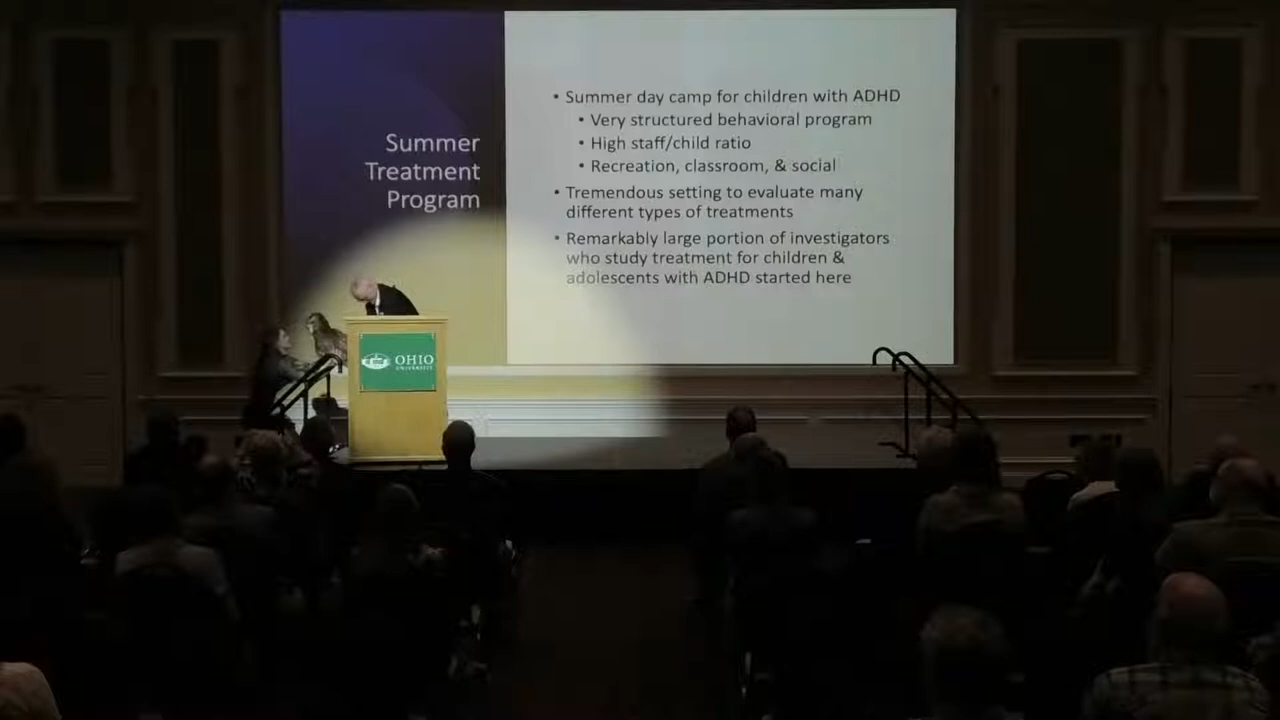 Summer
Treatment
Program
• Summer day camp for children with ADHD
• Very structured behavioral program
• High staff/child ratio
• Recreation, classroom, & social
• Tremendous setting to evaluate many
different types of treatments
• Remarkably large portion of investigators
who study treatment for children &
adolescents with ADHD started here
OHIO
UNIVERSITY